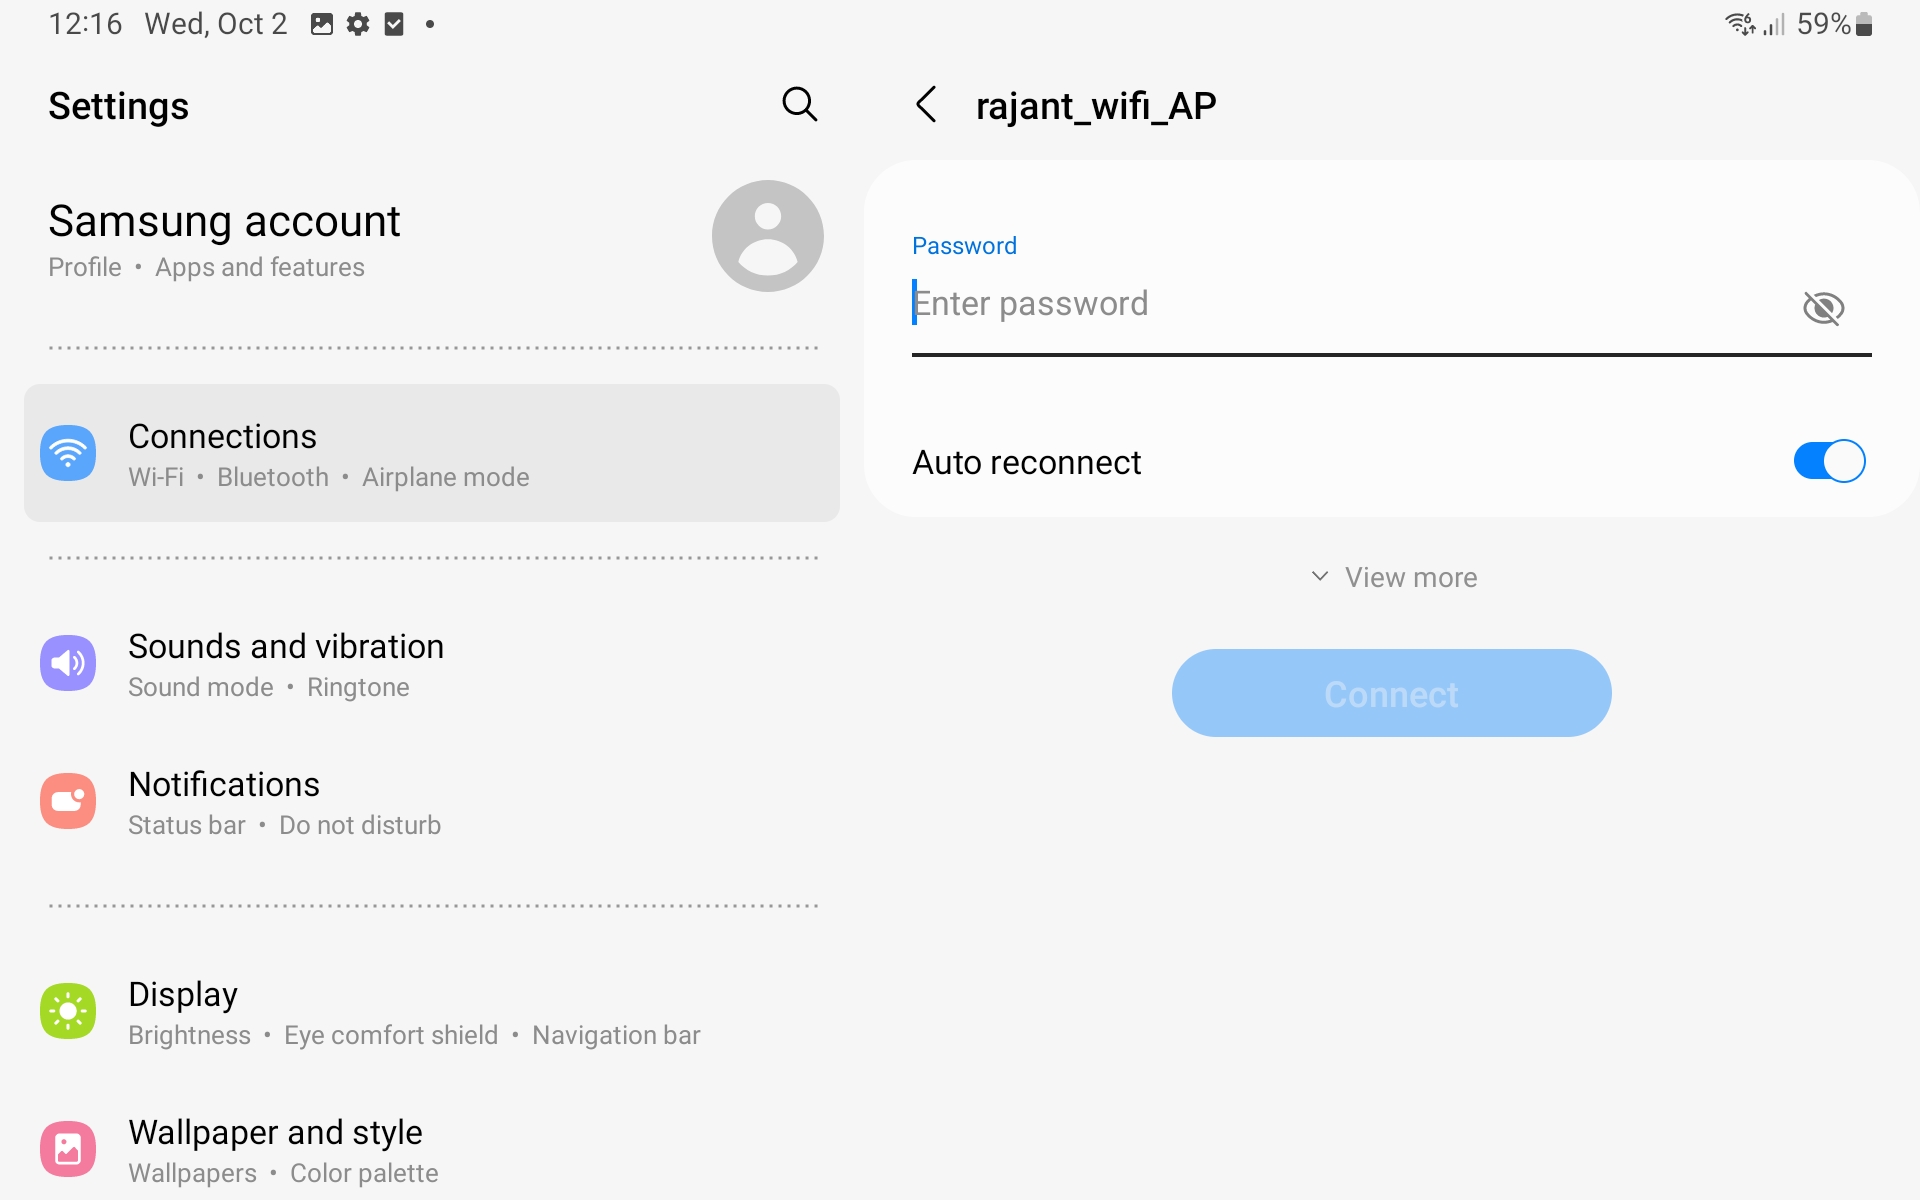 12:16 Wed, Oct 2
59%
Settings
Samsung account
Profile • Apps and features
Connections
Wi-Fi • Bluetooth • Airplane mode
Sounds and vibration
Sound mode • Ringtone
Notifications
Status bar • Do not disturb
Display
Brightness • Eye comfort shield • Navigation bar
Wallpaper and style
Wallpapers • Color palette
rajant_wifi_AP
Password
Enter password
Auto reconnect
View more
Connect